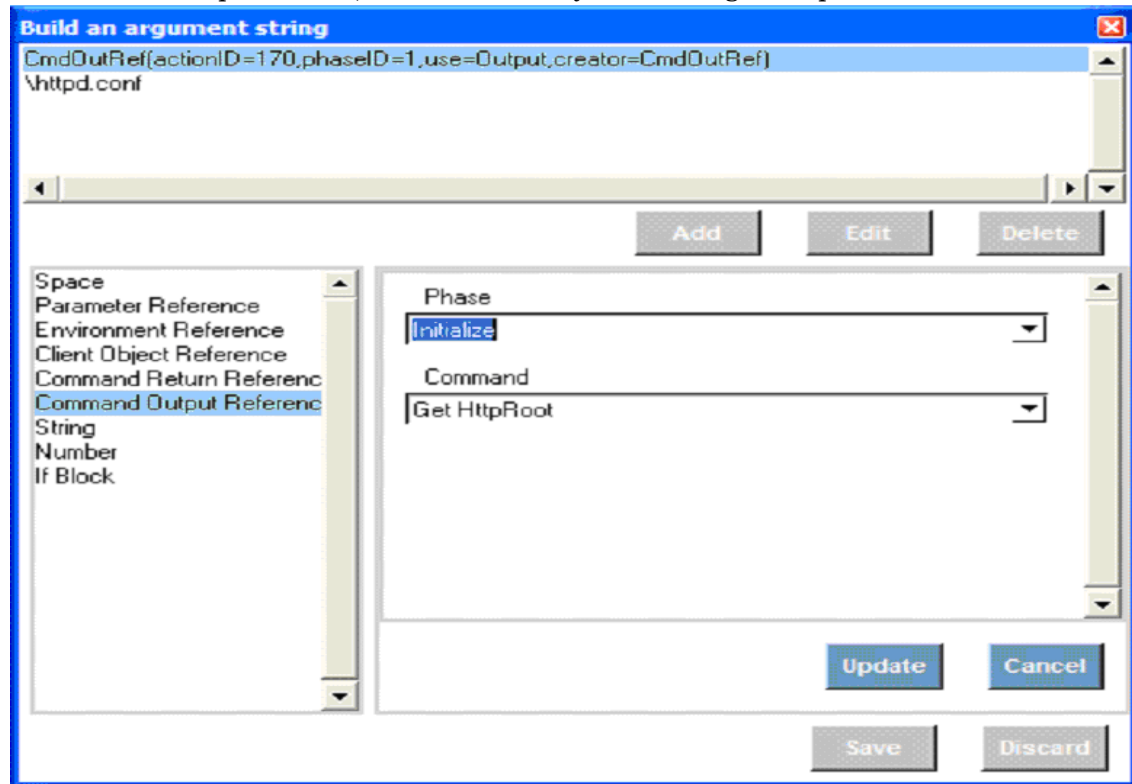 Build an argument string
CmdOutRef(actionID=170,phaseID=1,use=Output,creator=CmdOutRef)
\httpd.conf
Add Edit Delete
Space
Parameter Reference
Environment Reference
Client Object Reference
Command Return Referenc
Command Output Referenc
String
Number
If Block
Phase
Initialize
Command
Get HttpRoot
Update Cancel
Save Discard